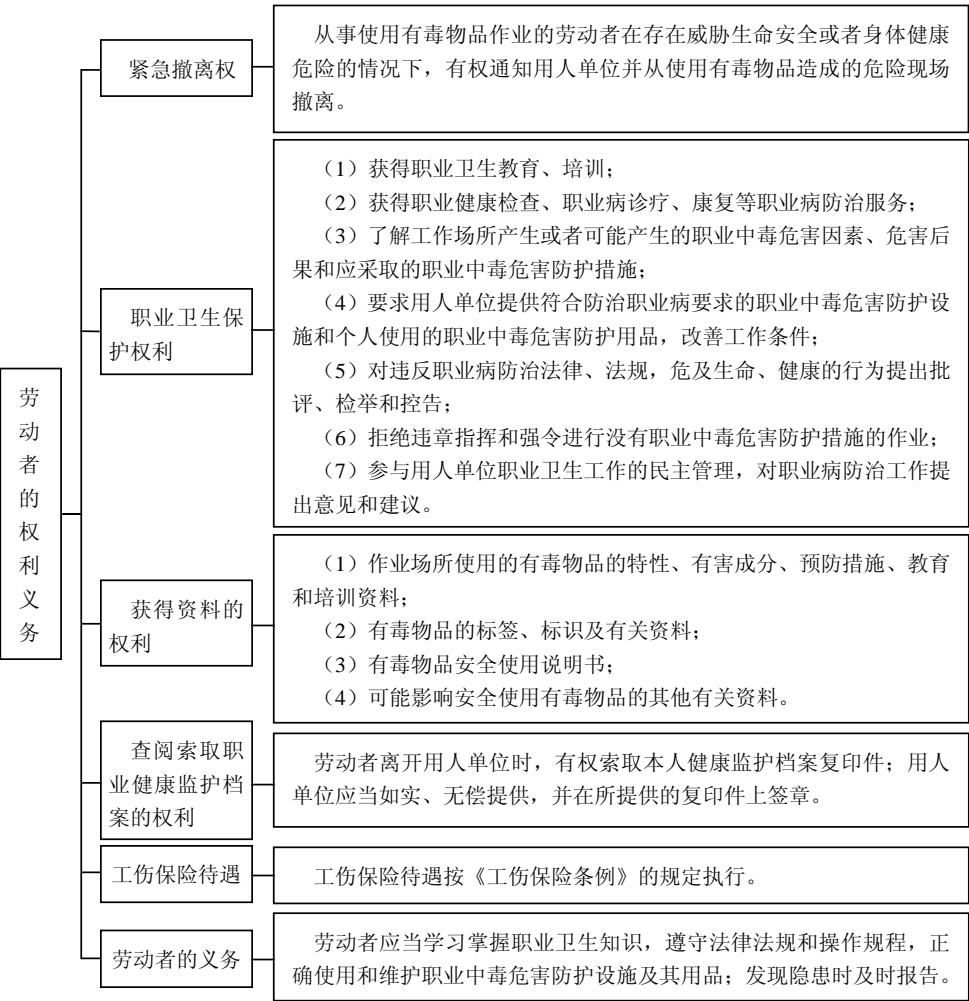 劳动者的权利义务
紧急撤离权
从事使用有毒物品作业的劳动者在存在威胁生命安全或者身体健康
危险的情况下，有权通知用人单位并从使用有毒物品造成的危险现场
撤离。
职业卫生保
护权利
（1）获得职业卫生教育、培训；
（2）获得职业健康检查、职业病诊疗、康复等职业病防治服务；
（3）了解工作场所产生或者可能产生的职业中毒危害因素、危害后
果和应采取的职业中毒危害防护措施；
（4）要求用人单位提供符合防治职业病要求的职业中毒危害防护设
施和个人使用的职业中毒危害防护用品，改善工作条件；
（5）对违反职业病防治法律、法规，危及生命、健康的行为提出批
评、检举和控告；
（6）拒绝违章指挥和强令进行没有职业中毒危害防护措施的作业；
（7）参与用人单位职业卫生工作的民主管理，对职业病防治工作提
出意见和建议。
获得资料的
权利
（1）作业场所使用的有毒物品的特性、有害成分、预防措施、教育
和培训资料；
（2）有毒物品的标签、标识及有关资料；
（3）有毒物品安全使用说明书；
（4）可能影响安全使用有毒物品的其他有关资料。
查阅索取职
业健康监护档
案的权利
劳动者离开用人单位时，有权索取本人健康监护档案复印件；用人
单位应当如实、无偿提供，并在所提供的复印件上签章。
工伤保险待遇
工伤保险待遇按《工伤保险条例》的规定执行。
劳动者的义务
劳动者应当学习掌握职业卫生知识，遵守法律法规和操作规程，正
确使用和维护职业中毒危害防护设施及其用品；发现隐患时及时报告。